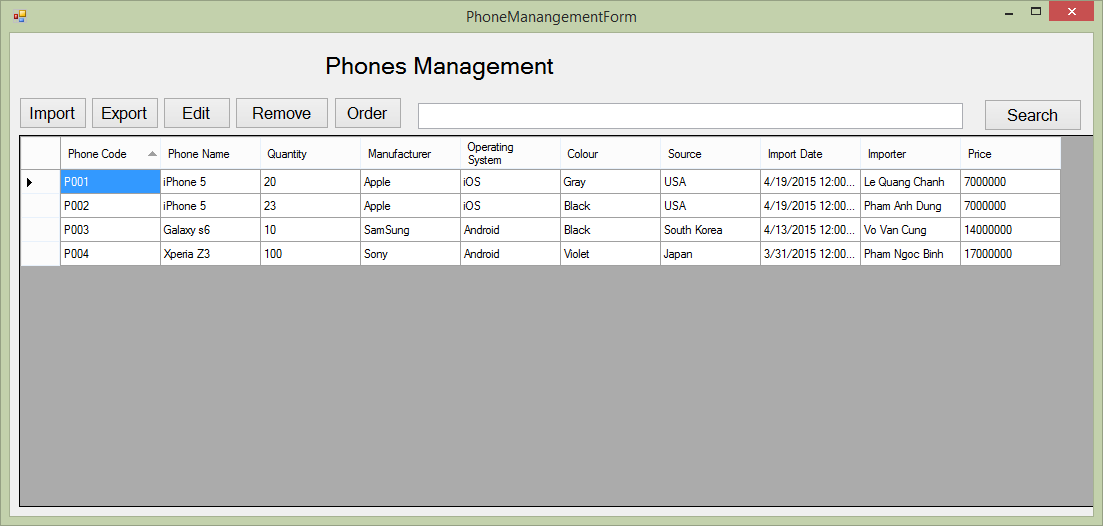 PhoneManangementForm
Phones Management
Import Export Edit Remove Order Search
Phone Code Phone Name Quantity Manufacturer Operating System Colour Source Import Date Importer Price
P001 iPhone 5 20 Apple iOS Gray USA 4/19/2015 12:00... Le Quang Chanh 7000000
P002 iPhone 5 23 Apple iOS Black USA 4/19/2015 12:00... Pham Anh Dung 7000000
P003 Galaxy s6 10 SamSung Android Black South Korea 4/13/2015 12:00... Vo Van Cung 14000000
P004 Xperia Z3 100 Sony Android Violet Japan 3/31/2015 12:00... Pham Ngoc Binh 17000000